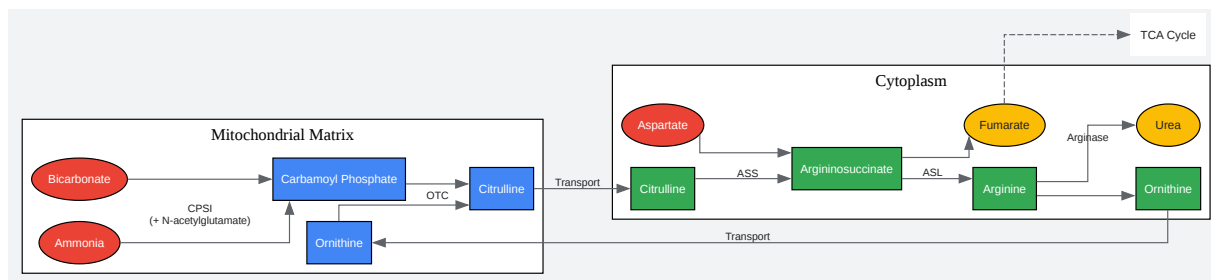 TCA Cycle
Cytoplasm
Aspartate
Fumarate
Urea
Arginase
Mitochondrial Matrix
Bicarbonate
Carbamoyl Phosphate
Citrulline
Transport
Citrulline
ASS
Argininosuccinate
ASL
Arginine
Ornithine
OTC
CPSI
(+ N-acetylglutamate)
Ammonia
Ornithine
Transport